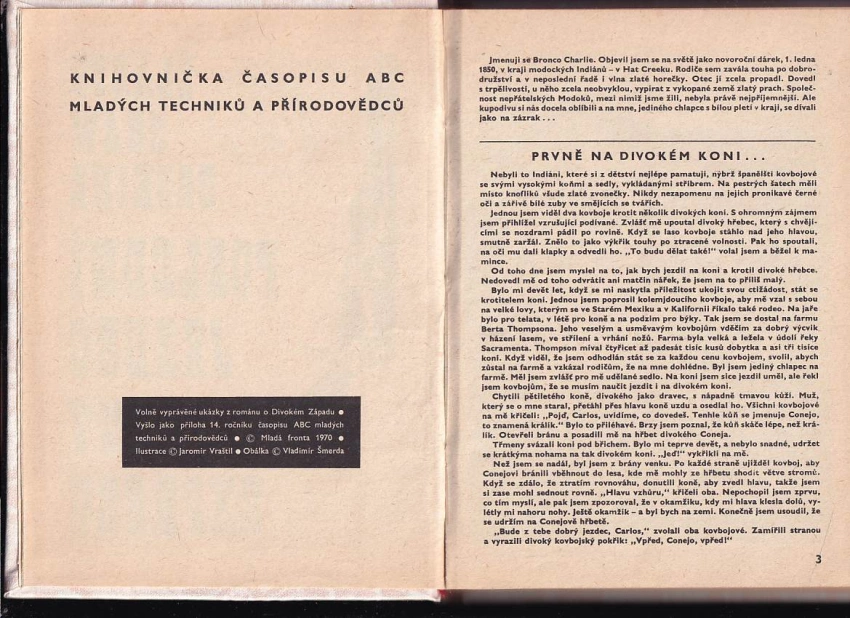 KNIHOVNIČKA ČASOPISU ABC
MLADÝCH TECHNIKŮ A PŘÍRODOVĚDCŮ
Volně vyprávěné ukázky z románu o Divokém Západu ●
Vyšlo jako příloha 14. ročníku časopisu ABC mladých
techniků a přírodovědců ● © Mladá fronta 1970 ●
Ilustrace © Jaromír Vraštil ● Obálka © Vladimír Šmerda
Jmenuji se Bronco Charlie. Objevil jsem se na světě jako novoroční dárek, 1. ledna
1850, v kraji modockých Indiánů – v Hat Creeku. Rodiče sem zavála touha po dobro-
družství a v neposlední řadě i vlna zlaté horečky. Otec jí zcela propadl. Dovedl
s trpělivostí, u něho zcela neobvyklou, vypírat z vykopané země zlatý prach. Společ-
nost nepřátelských Modoků, mezi nimiž jsme žili, nebyla právě nejpříjemnější. Ale
kupodivu si nás docela oblíbili a na mne, jediného chlapce s bílou pletí v kraji, se dívali
jako na zázrak . . .
PRVNĚ NA DIVOKÉM KONI . . .
Nebyli to Indiáni, které si z dětství nejlépe pamatuji, nýbrž španělští kovbojové
se svými vysokými koňmi a sedly, vykládanými stříbrem. Na pestrých šatech měli
místo knoflíků všude zlaté zvonečky. Nikdy nezapomenu na jejich pronikavé černé
oči a zářivě bílé zuby ve smějících se tvářích.
Jednou jsem viděl dva kovboje krotit několik divokých koní. S ohromným zájmem
jsem přihlížel vzrušující podívané. Zvlášť mě upoutal divoký hřebec, který s chvějí-
cími se nozdrami pádil po rovině. Když se laso kovboje stáhlo nad jeho hlavou,
smutně zaržál. Znělo to jako výkřik touhy po ztracené volnosti. Pak ho spoutali,
na oči mu dali klapky a odvedli ho. „To budu dělat také!“ volal jsem a běžel k ma-
mince.
Od toho dne jsem myslel na to, jak bych jezdil na koni a krotil divoké hřebce.
Nedovedl mě od toho odvrátit ani matčin nářek, že jsem na to příliš malý.
Bylo mi devět let, když se mi naskytla příležitost ukojit svou ctižádost, stát se
krotitelem koní. Jednou jsem poprosil kolemjdoucího kovboje, aby mě vzal s sebou
na velké lovy, kterým se ve Starém Mexiku a v Kalifornii říkalo také rodeo. Na jaře
bylo pro telata, v létě pro koně a na podzim pro býky. Tak jsem se dostal na farmu
Berta Thompsona. Jeho veselým a usměvavým kovbojům vděčím za dobrý výcvik
v házení lasem, ve střílení a vrhání nožů. Farma byla velká a ležela v údolí řeky
Sacramenta. Thompson míval čtyřicet až padesát tisíc kusů dobytka a asi tři tisíce
koní. Když viděl, že jsem odhodlán stát se za každou cenu kovbojem, svolil, abych
zůstal na farmě a vzkázal rodičům, že na mne dohlédne. Byl jsem jediný chlapec na
farmě. Měl jsem zvlášť pro mě udělané sedlo. Na koni jsem sice jezdil uměl, ale řekl
jsem kovbojům, že se musím naučit jezdit i na divokém koni.
Chytili pětiletého koně, divokého jako dravec, s nápadně tmavou kůží. Muž,
který se o mne staral, přetáhl přes hlavu koně uzdu a osedlal ho. Všichni kovbojové
na mě křičeli: „Pojď, Carlos, uvidíme, co dovedeš. Tenhle kůň se jmenuje Conejo,
to znamená králík.“ Bylo to přiléhavé. Brzy jsem poznal, že kůň skáče lépe, než krá-
lík. Otevřeli bránu a posadili mě na hřbet divokého Coneja.
Třmeny svázali koni pod břichem. Bylo mi teprve devět, a nebylo snadné, udržet
se krátkýma nohama na tak divokém koni. „Jeď!“ vykřikli na mě.
Než jsem se nadál, byl jsem z brány venku. Po každé straně ujížděl kovboj, aby
Conejovi bránili vběhnout do lesa, kde mě mohly ze hřbetu shodit větve stromů.
Když se zdálo, že ztratím rovnováhu, donutili koně, aby zvedl hlavu, takže jsem
si zase mohl sednout rovně. „Hlavu vzhůru,“ křičeli oba. Nepochopil jsem zprvu,
co tím myslí, ale pak jsem zpozoroval, že v okamžiku, kdy mi hlava klesla dolů, vy-
létly mi nahoru nohy. Ještě okamžik – a byl bych na zemi. Konečně jsem usoudil, že
se udržím na Conejově hřbetě.
„Bude z tebe dobrý jezdec, Carlos,“ zvolali oba kovbojové. Zamířili stranou
a vyrazili divoký kovbojský pokřik: „Vpřed, Conejo, vpřed!“
3